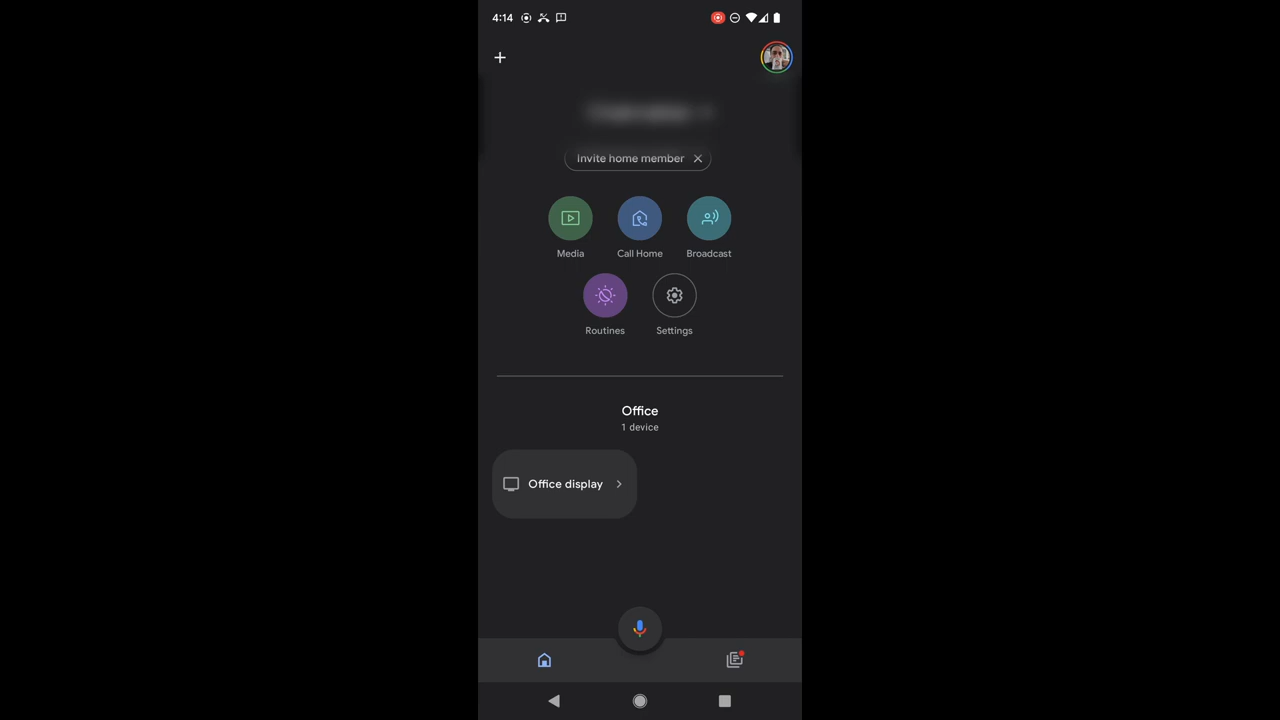 4:14
Invite home member
Media
Call Home
Broadcast
Routines
Settings
Office
1 device
Office display